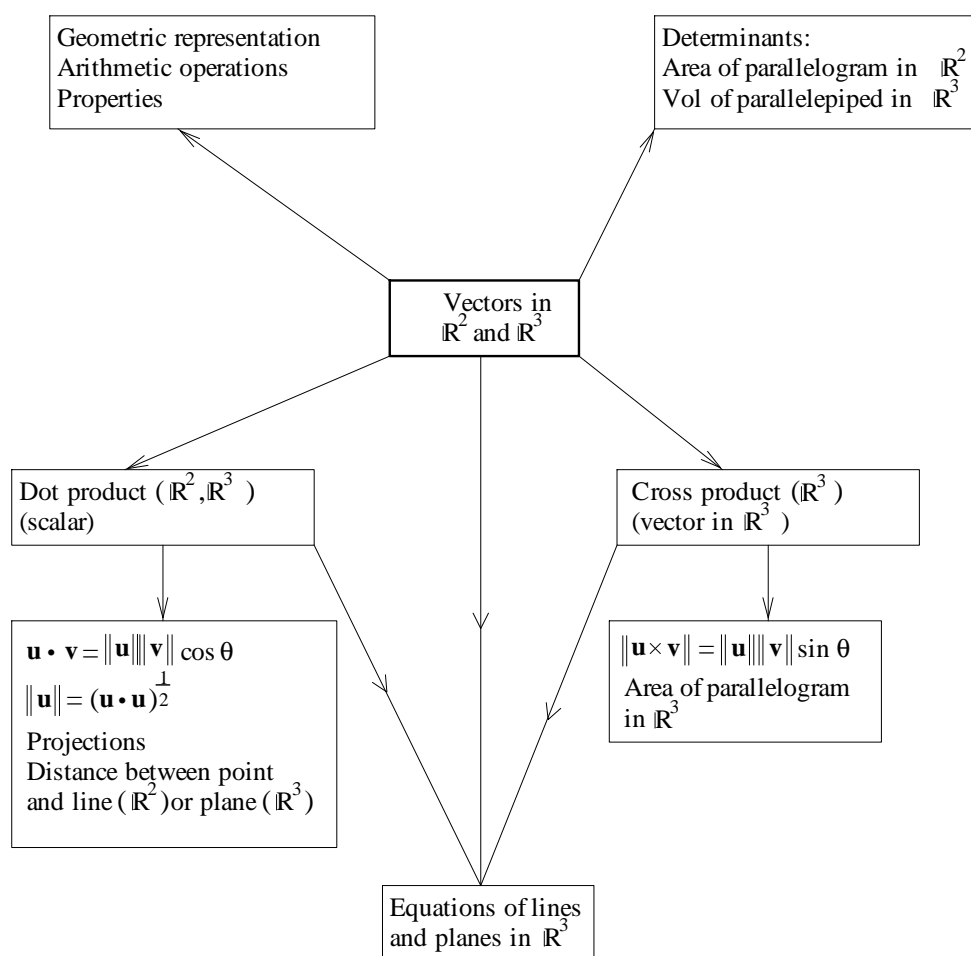 Geometric representation
Arithmetic operations
Properties
Determinants:
Area of parallelogram in ℝ²
Vol of parallelepiped in ℝ³
Vectors in
ℝ² and ℝ³
Dot product (ℝ², ℝ³)
(scalar)
Cross product (ℝ³)
(vector in ℝ³)
u • v = ‖u‖‖v‖ cos θ
‖u‖ = (u • u)^½
Projections
Distance between point
and line (ℝ²) or plane (ℝ³)
‖u × v‖ = ‖u‖‖v‖ sin θ
Area of parallelogram
in ℝ³
Equations of lines
and planes in ℝ³